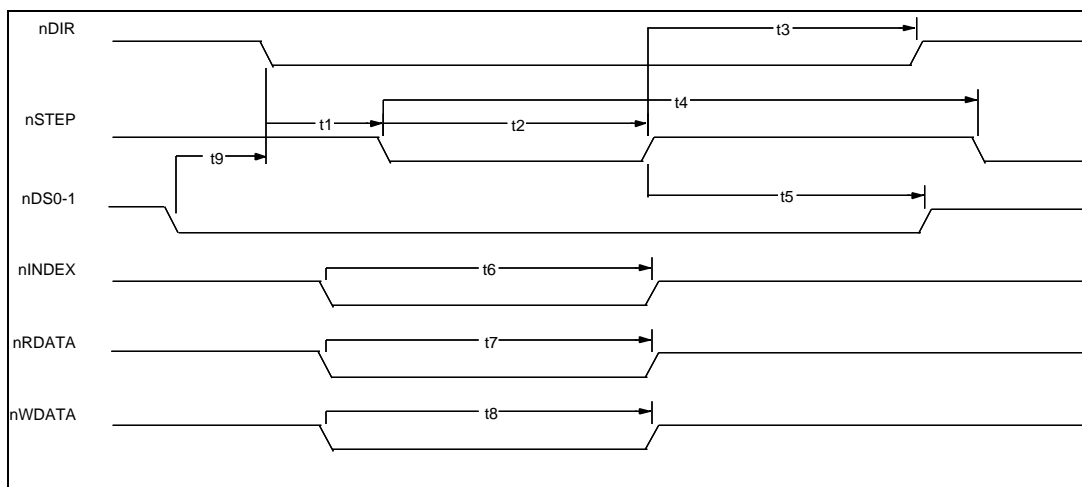 nDIR
t3
t4
nSTEP
t1
t2
t9
nDS0-1
t5
nINDEX
t6
nRDATA
t7
nWDATA
t8